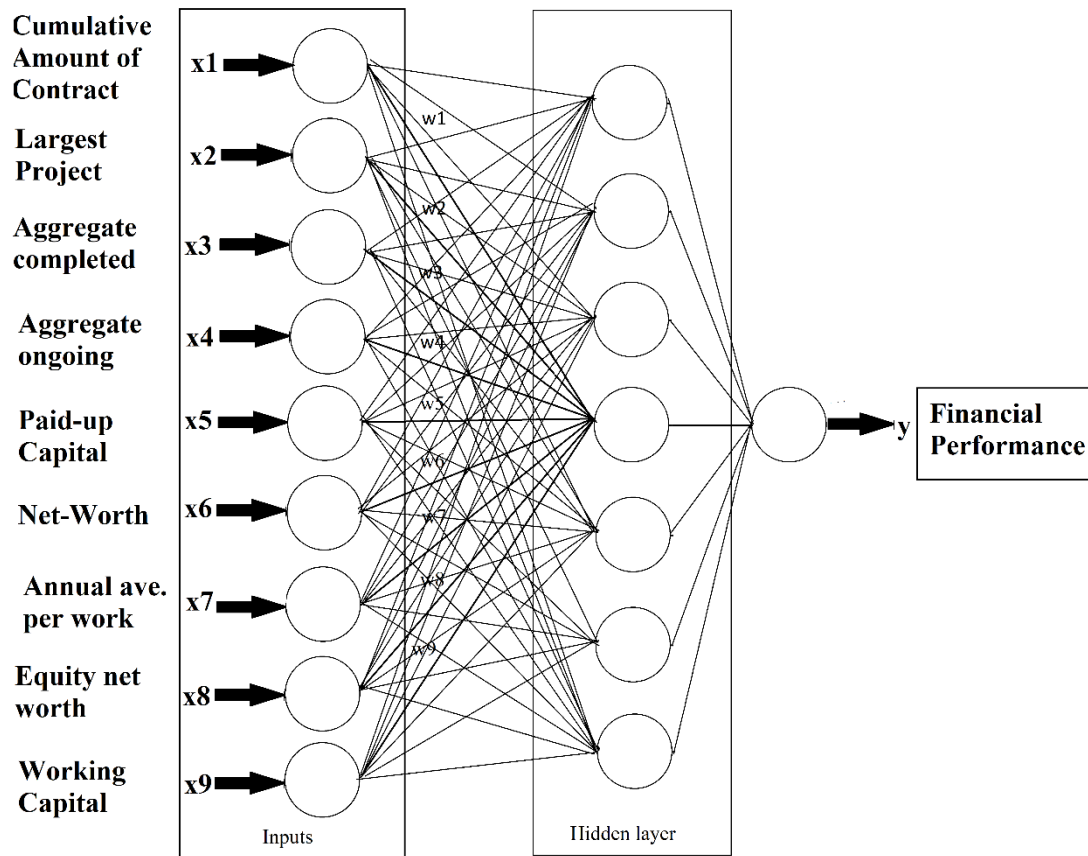 Cumulative
Amount of
Contract
x1
Largest
Project
x2
Aggregate
completed
x3
Aggregate
ongoing
x4
Paid-up
Capital
x5
Net-Worth
x6
Annual ave.
per work
x7
Equity net
worth
x8
Working
Capital
x9
w1
w2
w3
w4
w5
w6
w7
w8
w9
Inputs
Hidden layer
y
Financial
Performance